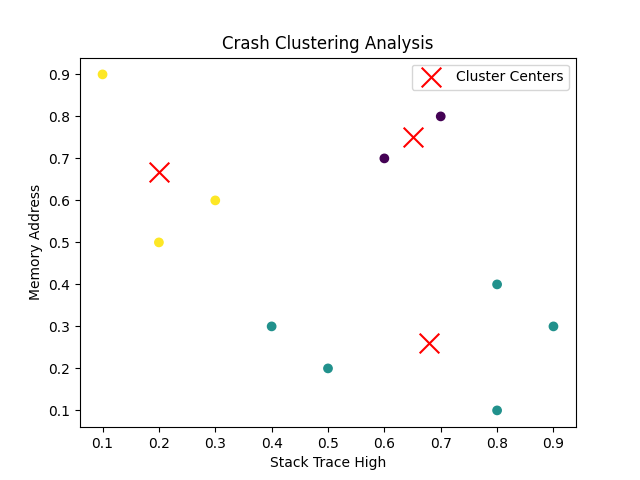 Crash Clustering Analysis
Cluster Centers
Memory Address
0.9
0.8
0.7
0.6
0.5
0.4
0.3
0.2
0.1
0.1 0.2 0.3 0.4 0.5 0.6 0.7 0.8 0.9
Stack Trace High